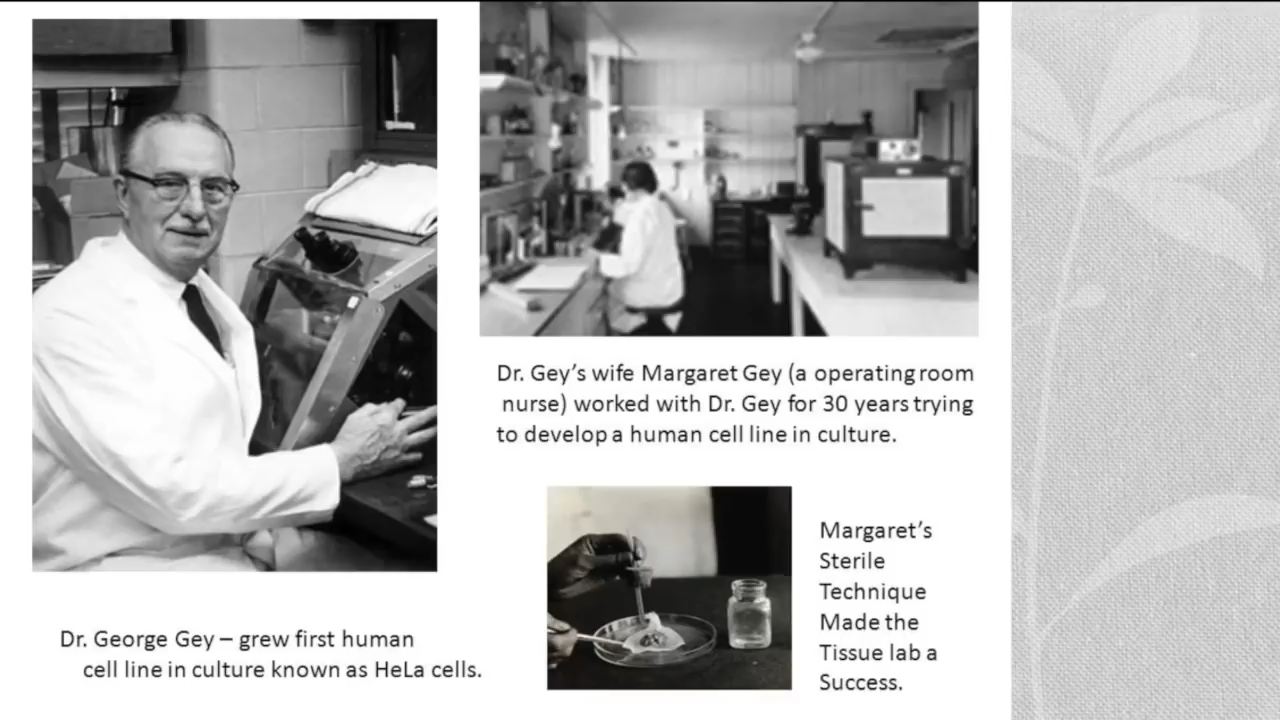 Dr. Gey’s wife Margaret Gey (a operating room
nurse) worked with Dr. Gey for 30 years trying
to develop a human cell line in culture.
Margaret’s
Sterile
Technique
Made the
Tissue lab a
Success.
Dr. George Gey – grew first human
cell line in culture known as HeLa cells.